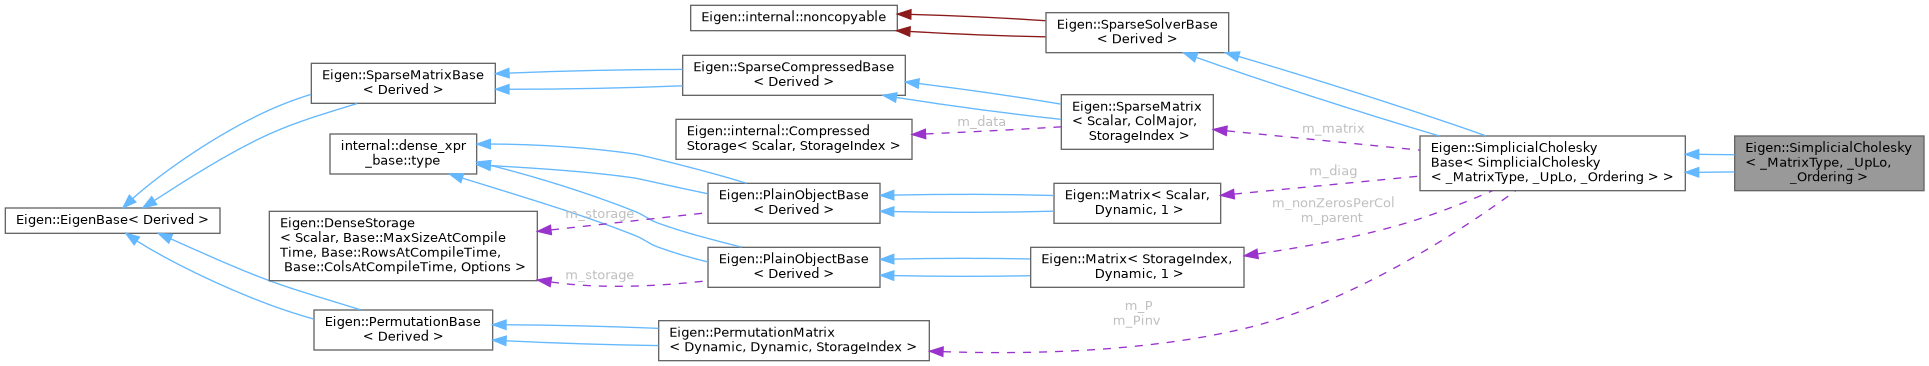 Eigen::internal::noncopyable
Eigen::SparseSolverBase
< Derived >
Eigen::SparseMatrixBase
< Derived >
Eigen::SparseCompressedBase
< Derived >
Eigen::SparseMatrix
< Scalar, ColMajor,
StorageIndex >
m_data
m_matrix
Eigen::internal::Compressed
Storage< Scalar, StorageIndex >
internal::dense_xpr
_base::type
Eigen::SimplicialCholesky
Base< SimplicialCholesky
< _MatrixType, _UpLo, _Ordering > >
Eigen::SimplicialCholesky
< _MatrixType, _UpLo,
_Ordering >
m_diag
Eigen::PlainObjectBase
< Derived >
Eigen::Matrix< Scalar,
Dynamic, 1 >
m_nonZerosPerCol
m_parent
Eigen::EigenBase< Derived >
m_storage
Eigen::DenseStorage
< Scalar, Base::MaxSizeAtCompile
Time, Base::RowsAtCompileTime,
Base::ColsAtCompileTime, Options >
Eigen::PlainObjectBase
< Derived >
Eigen::Matrix< StorageIndex,
Dynamic, 1 >
m_storage
m_P
m_Pinv
Eigen::PermutationBase
< Derived >
Eigen::PermutationMatrix
< Dynamic, Dynamic, StorageIndex >